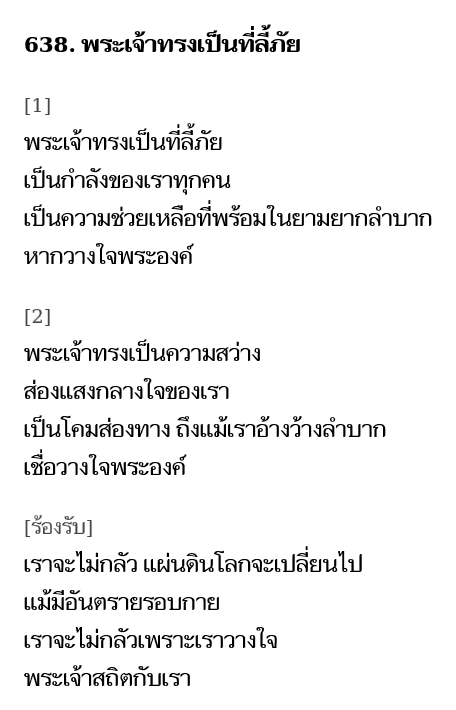 638. พระเจ้าทรงเป็นที่ลี้ภัย
[1]
พระเจ้าทรงเป็นที่ลี้ภัย
เป็นกำลังของเราทุกคน
เป็นความช่วยเหลือที่พร้อมในยามยากลำบาก
หากวางใจพระองค์
[2]
พระเจ้าทรงเป็นความสว่าง
ส่องแสงกลางใจของเรา
เป็นโคมส่องทาง ถึงแม้เราอ้างว้างลำบาก
เชื่อวางใจพระองค์
[ร้องรับ]
เราจะไม่กลัว แผ่นดินโลกจะเปลี่ยนไป
แม้มีอันตรายรอบกาย
เราจะไม่กลัวเพราะเราวางใจ
พระเจ้าสถิตกับเรา